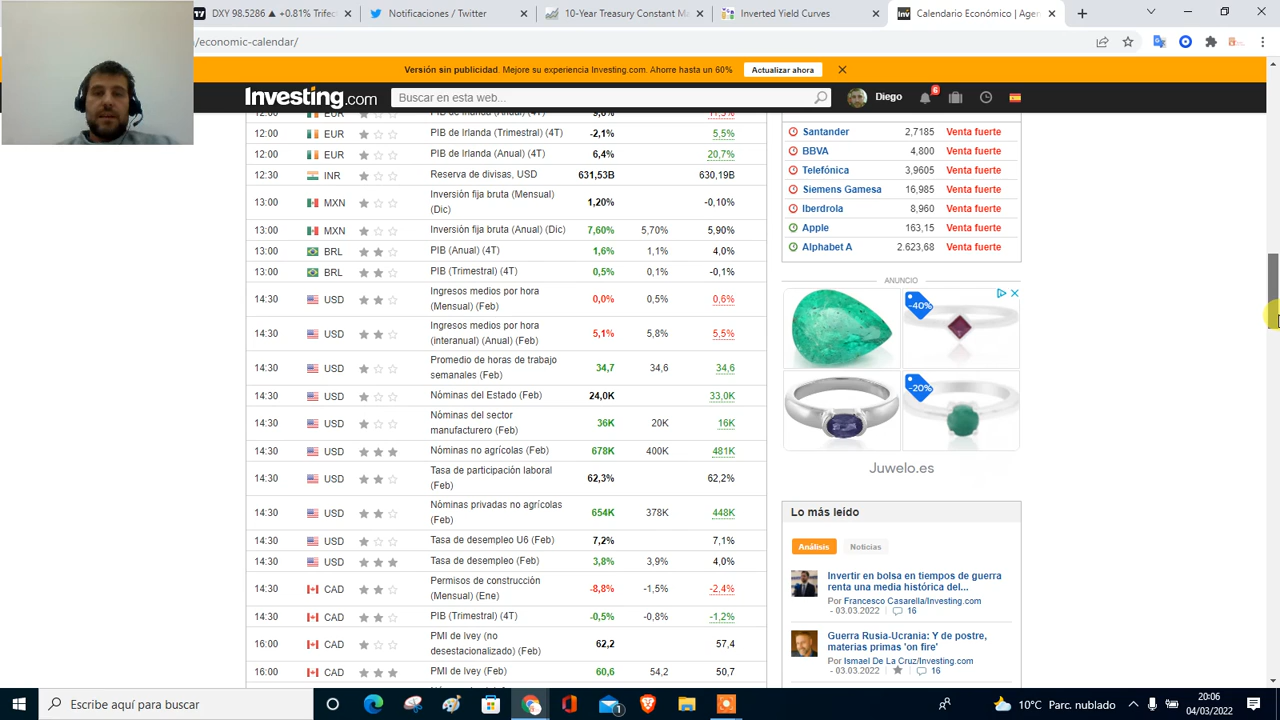 DXY 98.5286 ▲ +0.81% Trifec
Notificaciones / Twitter
10-Year Treasury Constant M
Inverted Yield Curves
Calendario Económico | Agen
/economic-calendar/
Versión sin publicidad. Mejore su experiencia Investing.com. Ahorre hasta un 60%
Actualizar ahora
Investing.com
Buscar en esta web...
Diego
6
12:00 EUR
12:00 EUR PIB de Irlanda (Trimestral) (4T) -2,1% 5,5%
12:00 EUR PIB de Irlanda (Anual) (4T) 6,4% 20,7%
12:30 INR Reserva de divisas, USD 631,53B 630,19B
13:00 MXN Inversión fija bruta (Mensual) (Dic) 1,20% -0,10%
13:00 MXN Inversión fija bruta (Anual) (Dic) 7,60% 5,70% 5,90%
13:00 BRL PIB (Anual) (4T) 1,6% 1,1% 4,0%
13:00 BRL PIB (Trimestral) (4T) 0,5% 0,1% -0,1%
14:30 USD Ingresos medios por hora (Mensual) (Feb) 0,0% 0,5% 0,6%
14:30 USD Ingresos medios por hora (interanual) (Anual) (Feb) 5,1% 5,8% 5,5%
14:30 USD Promedio de horas de trabajo semanales (Feb) 34,7 34,6 34,6
14:30 USD Nóminas del Estado (Feb) 24,0K 33,0K
14:30 USD Nóminas del sector manufacturero (Feb) 36K 20K 16K
14:30 USD Nóminas no agrícolas (Feb) 678K 400K 481K
14:30 USD Tasa de participación laboral (Feb) 62,3% 62,2%
14:30 USD Nóminas privadas no agrícolas (Feb) 654K 378K 448K
14:30 USD Tasa de desempleo U6 (Feb) 7,2% 7,1%
14:30 USD Tasa de desempleo (Feb) 3,8% 3,9% 4,0%
14:30 CAD Permisos de construcción (Mensual) (Ene) -8,8% -1,5% -2,4%
14:30 CAD PIB (Trimestral) (4T) -0,5% -0,8% -1,2%
16:00 CAD PMI de Ivey (no desestacionalizado) (Feb) 62,2 57,4
16:00 CAD PMI de Ivey (Feb) 60,6 54,2 50,7
Santander 2,7185 Venta fuerte
BBVA 4,800 Venta fuerte
Telefónica 3,9605 Venta fuerte
Siemens Gamesa 16,985 Venta fuerte
Iberdrola 8,960 Venta fuerte
Apple 163,15 Venta fuerte
Alphabet A 2.623,68 Venta fuerte
ANUNCIO
-40%
-20%
Juwelo.es
Lo más leído
Análisis
Noticias
Invertir en bolsa en tiempos de guerra
renta una media histórica del...
Por Francesco Casarella/Investing.com
- 03.03.2022 16
Guerra Rusia-Ucrania: Y de postre,
materias primas 'on fire'
Por Ismael De La Cruz/Investing.com
- 03.03.2022 16
Escribe aquí para buscar
1
10°C Parc. nublado
20:06
04/03/2022